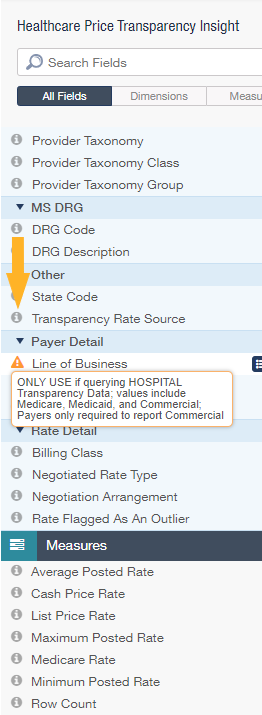 Healthcare Price Transparency Insight
Search Fields
All Fields Dimensions Measu
Provider Taxonomy
Provider Taxonomy Class
Provider Taxonomy Group
MS DRG
DRG Code
DRG Description
Other
State Code
Transparency Rate Source
Payer Detail
Line of Business
ONLY USE if querying HOSPITAL
Transparency Data; values include
Medicare, Medicaid, and Commercial;
Payers only required to report Commercial
Rate Detail
Billing Class
Negotiated Rate Type
Negotiation Arrangement
Rate Flagged As An Outlier
Measures
Average Posted Rate
Cash Price Rate
List Price Rate
Maximum Posted Rate
Medicare Rate
Minimum Posted Rate
Row Count